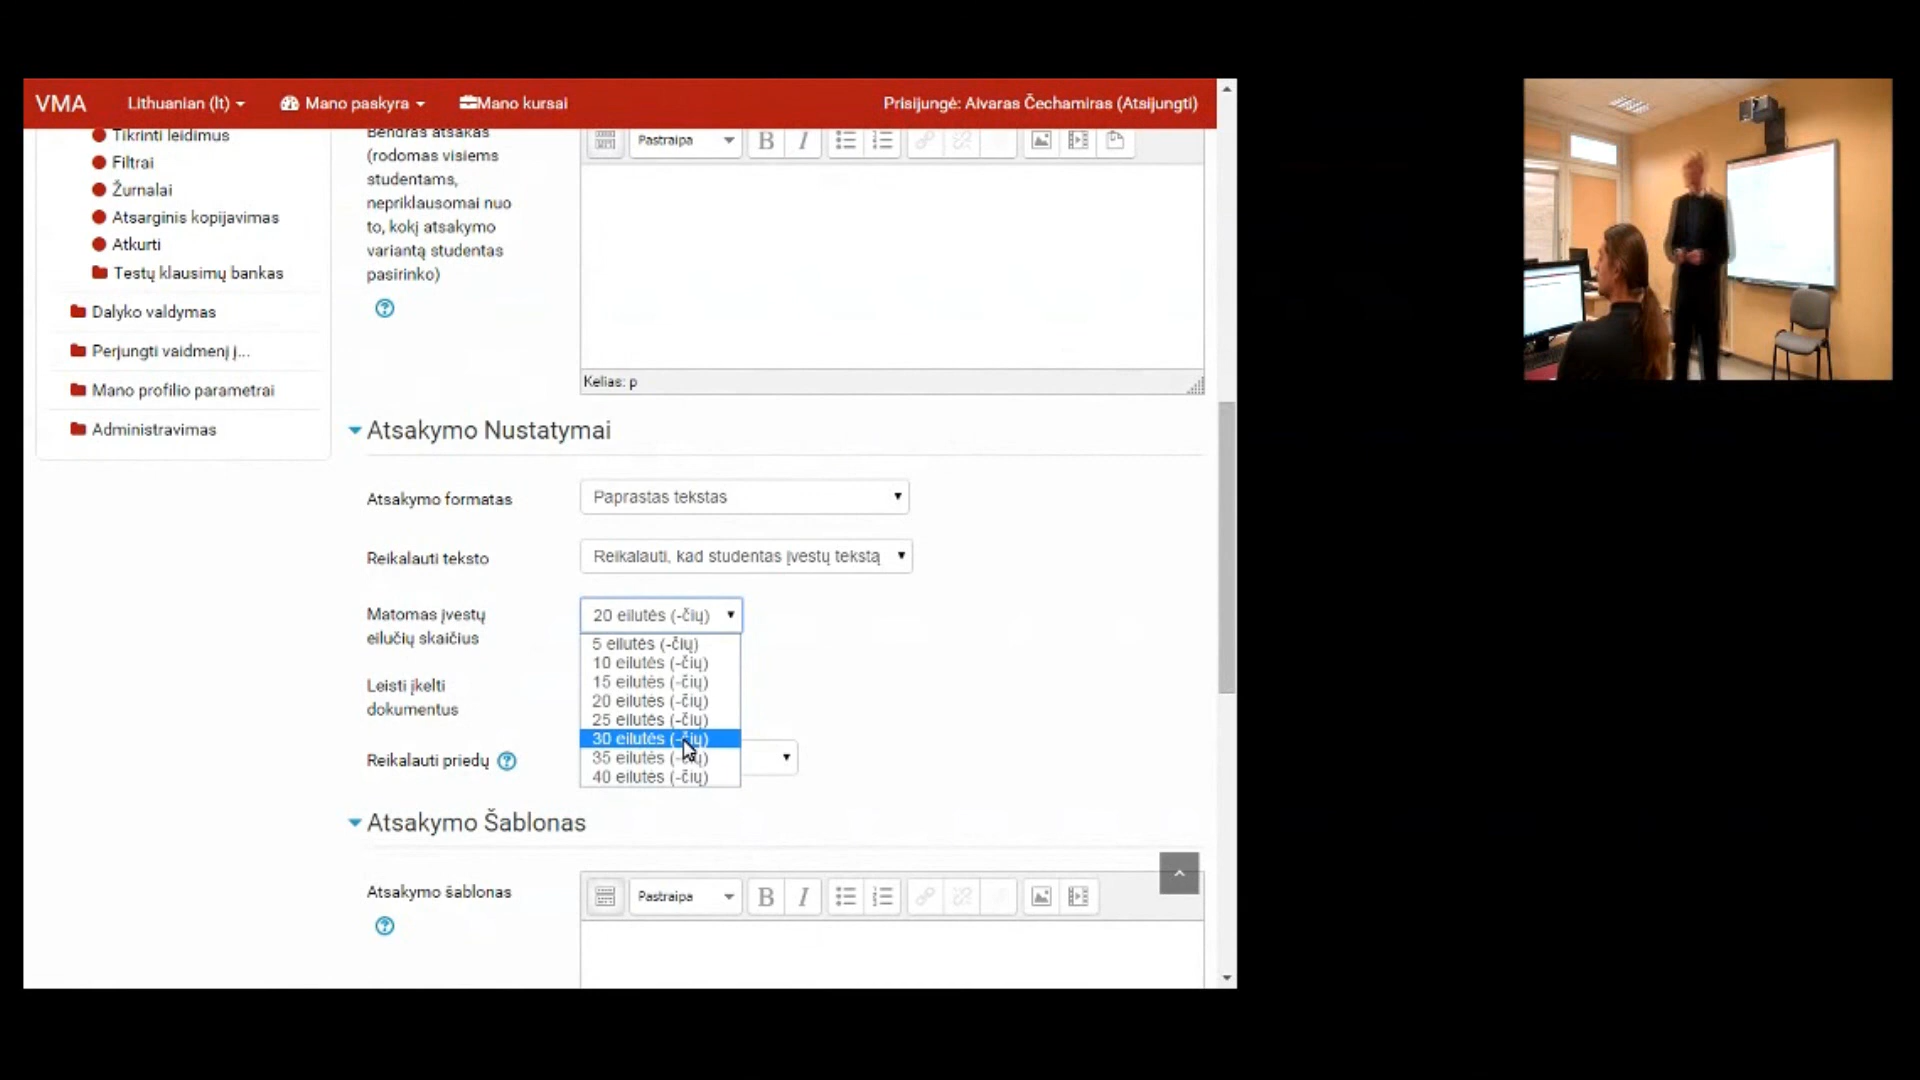 VMA Lithuanian (lt) Mano paskyra Mano kursai Prisijungė: Aivaras Čechamiras (Atsijungti)
Tikrinti leidimus
Filtrai
Žurnalai
Atsarginis kopijavimas
Atkurti
Testų klausimų bankas
Dalyko valdymas
Perjungti vaidmenį į...
Mano profilio parametrai
Administravimas
Bendras atsakas
(rodomas visiems
studentams,
nepriklausomai nuo
to, kokį atsakymo
variantą studentas
pasirinko)
Pastraipa B I
Kelias: p
Atsakymo Nustatymai
Atsakymo formatas Paprastas tekstas
Reikalauti teksto Reikalauti, kad studentas įvestų tekstą
Matomas įvestų
eilučių skaičius
20 eilutės (-čių)
5 eilutės (-čių)
10 eilutės (-čių)
15 eilutės (-čių)
20 eilutės (-čių)
25 eilutės (-čių)
30 eilutės (-čių)
35 eilutės (-čių)
40 eilutės (-čių)
Leisti įkelti
dokumentus
Reikalauti priedų
Atsakymo Šablonas
Atsakymo šablonas
Pastraipa B I